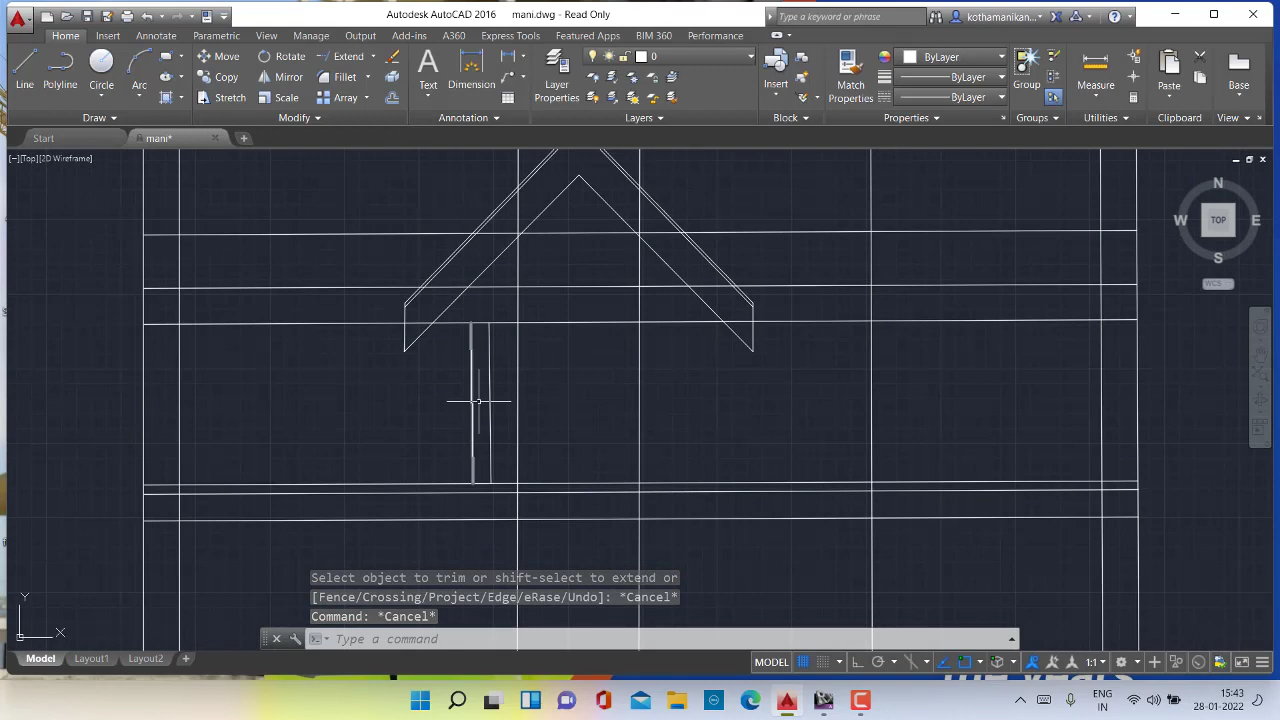 Autodesk AutoCAD 2016 mani.dwg - Read Only
Type a keyword or phrase
kothamanikan...
Home Insert Annotate Parametric View Manage Output Add-ins A360 Express Tools Featured Apps BIM 360 Performance
Line Polyline Circle Arc
Move Rotate Extend
Copy Mirror Fillet
Stretch Scale Array
Text Dimension
Layer Properties
0
Insert
Match Properties
ByLayer
ByLayer
ByLayer
Group
Measure
Paste
Base
Draw Modify Annotation Layers Block Properties Groups Utilities Clipboard View
Start mani*
[−][Top][2D Wireframe]
N
W TOP E
S
WCS
Select object to trim or shift-select to extend or
[Fence/Crossing/Project/Edge/eRase/Undo]: *Cancel*
Command: *Cancel*
Type a command
Y
X
Model Layout1 Layout2
MODEL
1:1
ENG
IN
15:43
28-01-2022